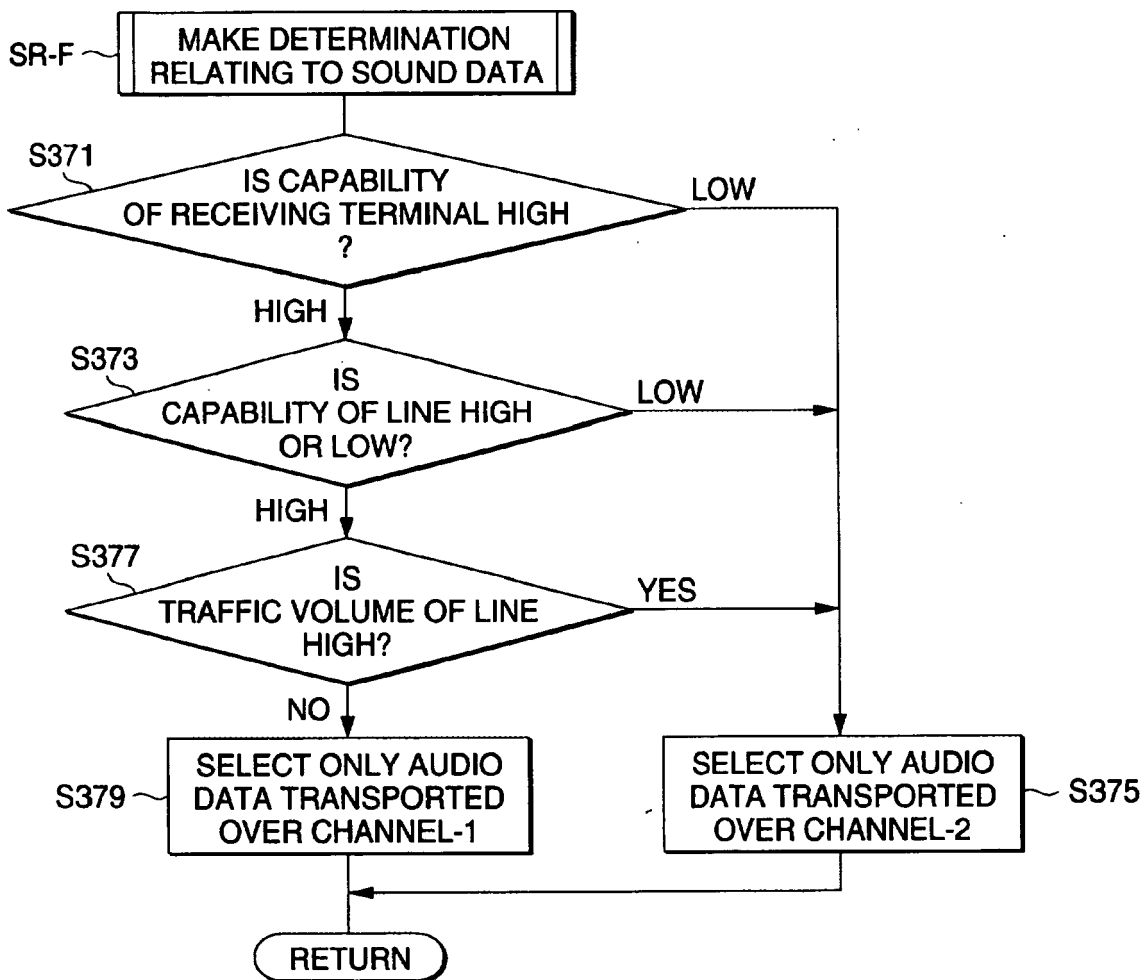 SR-F
MAKE DETERMINATION
RELATING TO SOUND DATA
S371
IS CAPABILITY
OF RECEIVING TERMINAL HIGH
?
LOW
HIGH
S373
IS
CAPABILITY OF LINE HIGH
OR LOW?
LOW
HIGH
S377
IS
TRAFFIC VOLUME OF LINE
HIGH?
YES
NO
S379
SELECT ONLY AUDIO
DATA TRANSPORTED
OVER CHANNEL-1
SELECT ONLY AUDIO
DATA TRANSPORTED
OVER CHANNEL-2
S375
RETURN